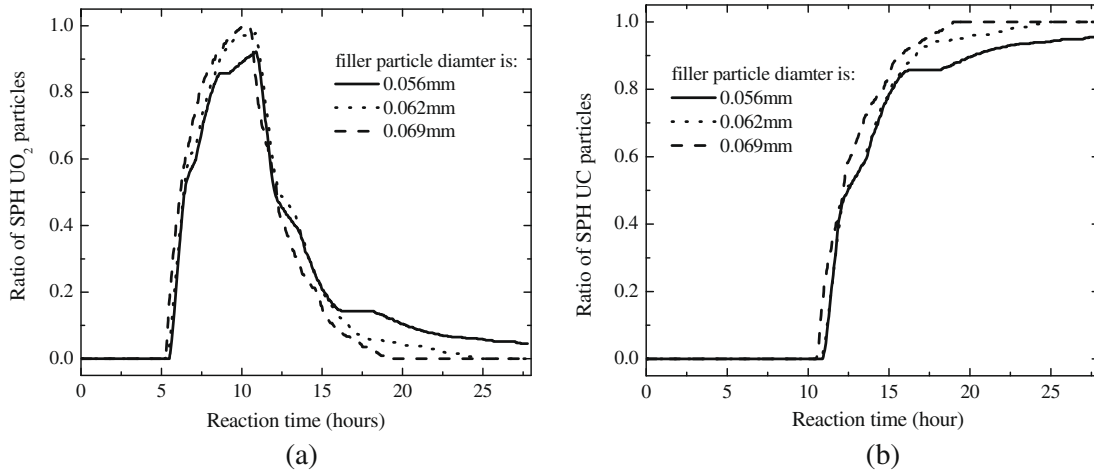 1.0
0.8
0.6
0.4
0.2
0.0
Ratio of SPH UO2 particles
filler particle diamter is:
0.056mm
0.062mm
0.069mm
0 5 10 15 20 25
Reaction time (hours)
(a)
1.0
0.8
0.6
0.4
0.2
0.0
Ratio of SPH UC particles
filler particle diamter is:
0.056mm
0.062mm
0.069mm
0 5 10 15 20 25
Reaction time (hour)
(b)